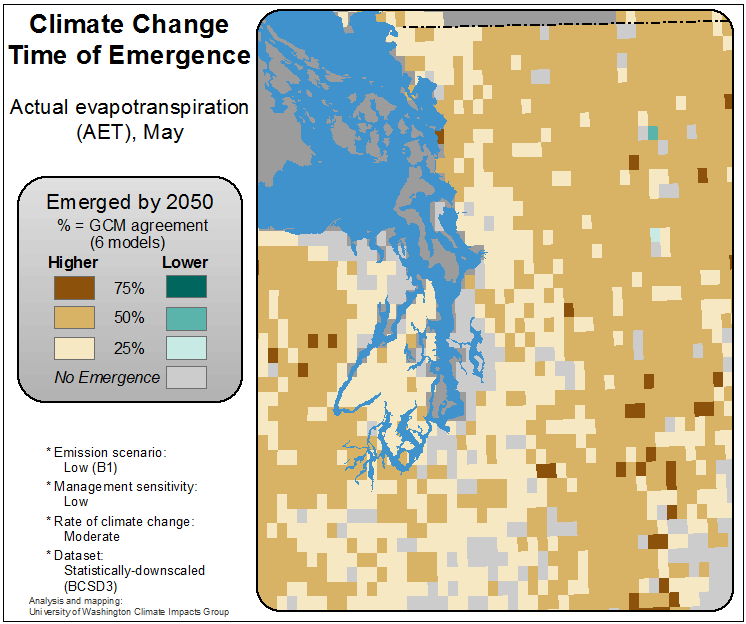 Climate Change
Time of Emergence
Actual evapotranspiration
(AET), May
Emerged by 2050
% = GCM agreement
(6 models)
Higher Lower
75%
50%
25%
No Emergence
* Emission scenario:
Low (B1)
* Management sensitivity:
Low
* Rate of climate change:
Moderate
* Dataset:
Statistically-downscaled
(BCSD3)
Analysis and mapping:
University of Washington Climate Impacts Group